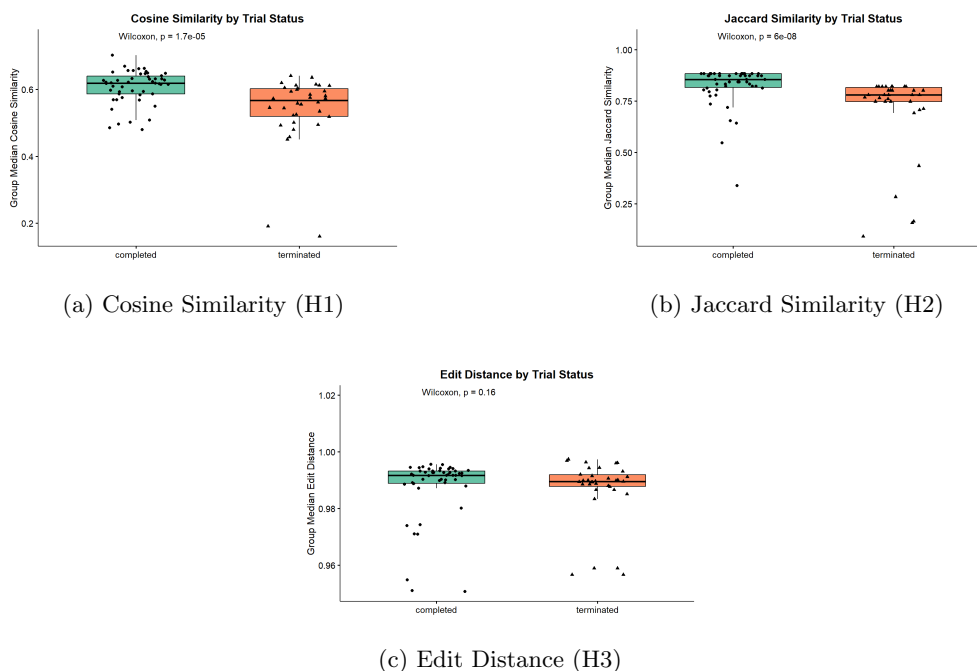 Cosine Similarity by Trial Status
Wilcoxon, p = 1.7e-05
Group Median Cosine Similarity
0.6
0.4
0.2
completed terminated
(a) Cosine Similarity (H1)
Jaccard Similarity by Trial Status
Wilcoxon, p = 6e-08
Group Median Jaccard Similarity
1.00
0.75
0.50
0.25
completed terminated
(b) Jaccard Similarity (H2)
Edit Distance by Trial Status
Wilcoxon, p = 0.16
Group Median Edit Distance
1.02
1.00
0.98
0.96
completed terminated
(c) Edit Distance (H3)